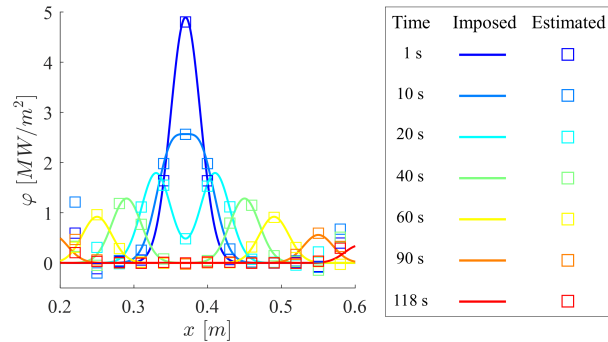 5
4
3
2
1
0
φ [MW/m²]
0.2 0.3 0.4 0.5 0.6
x [m]
Time Imposed Estimated
1 s
10 s
20 s
40 s
60 s
90 s
118 s